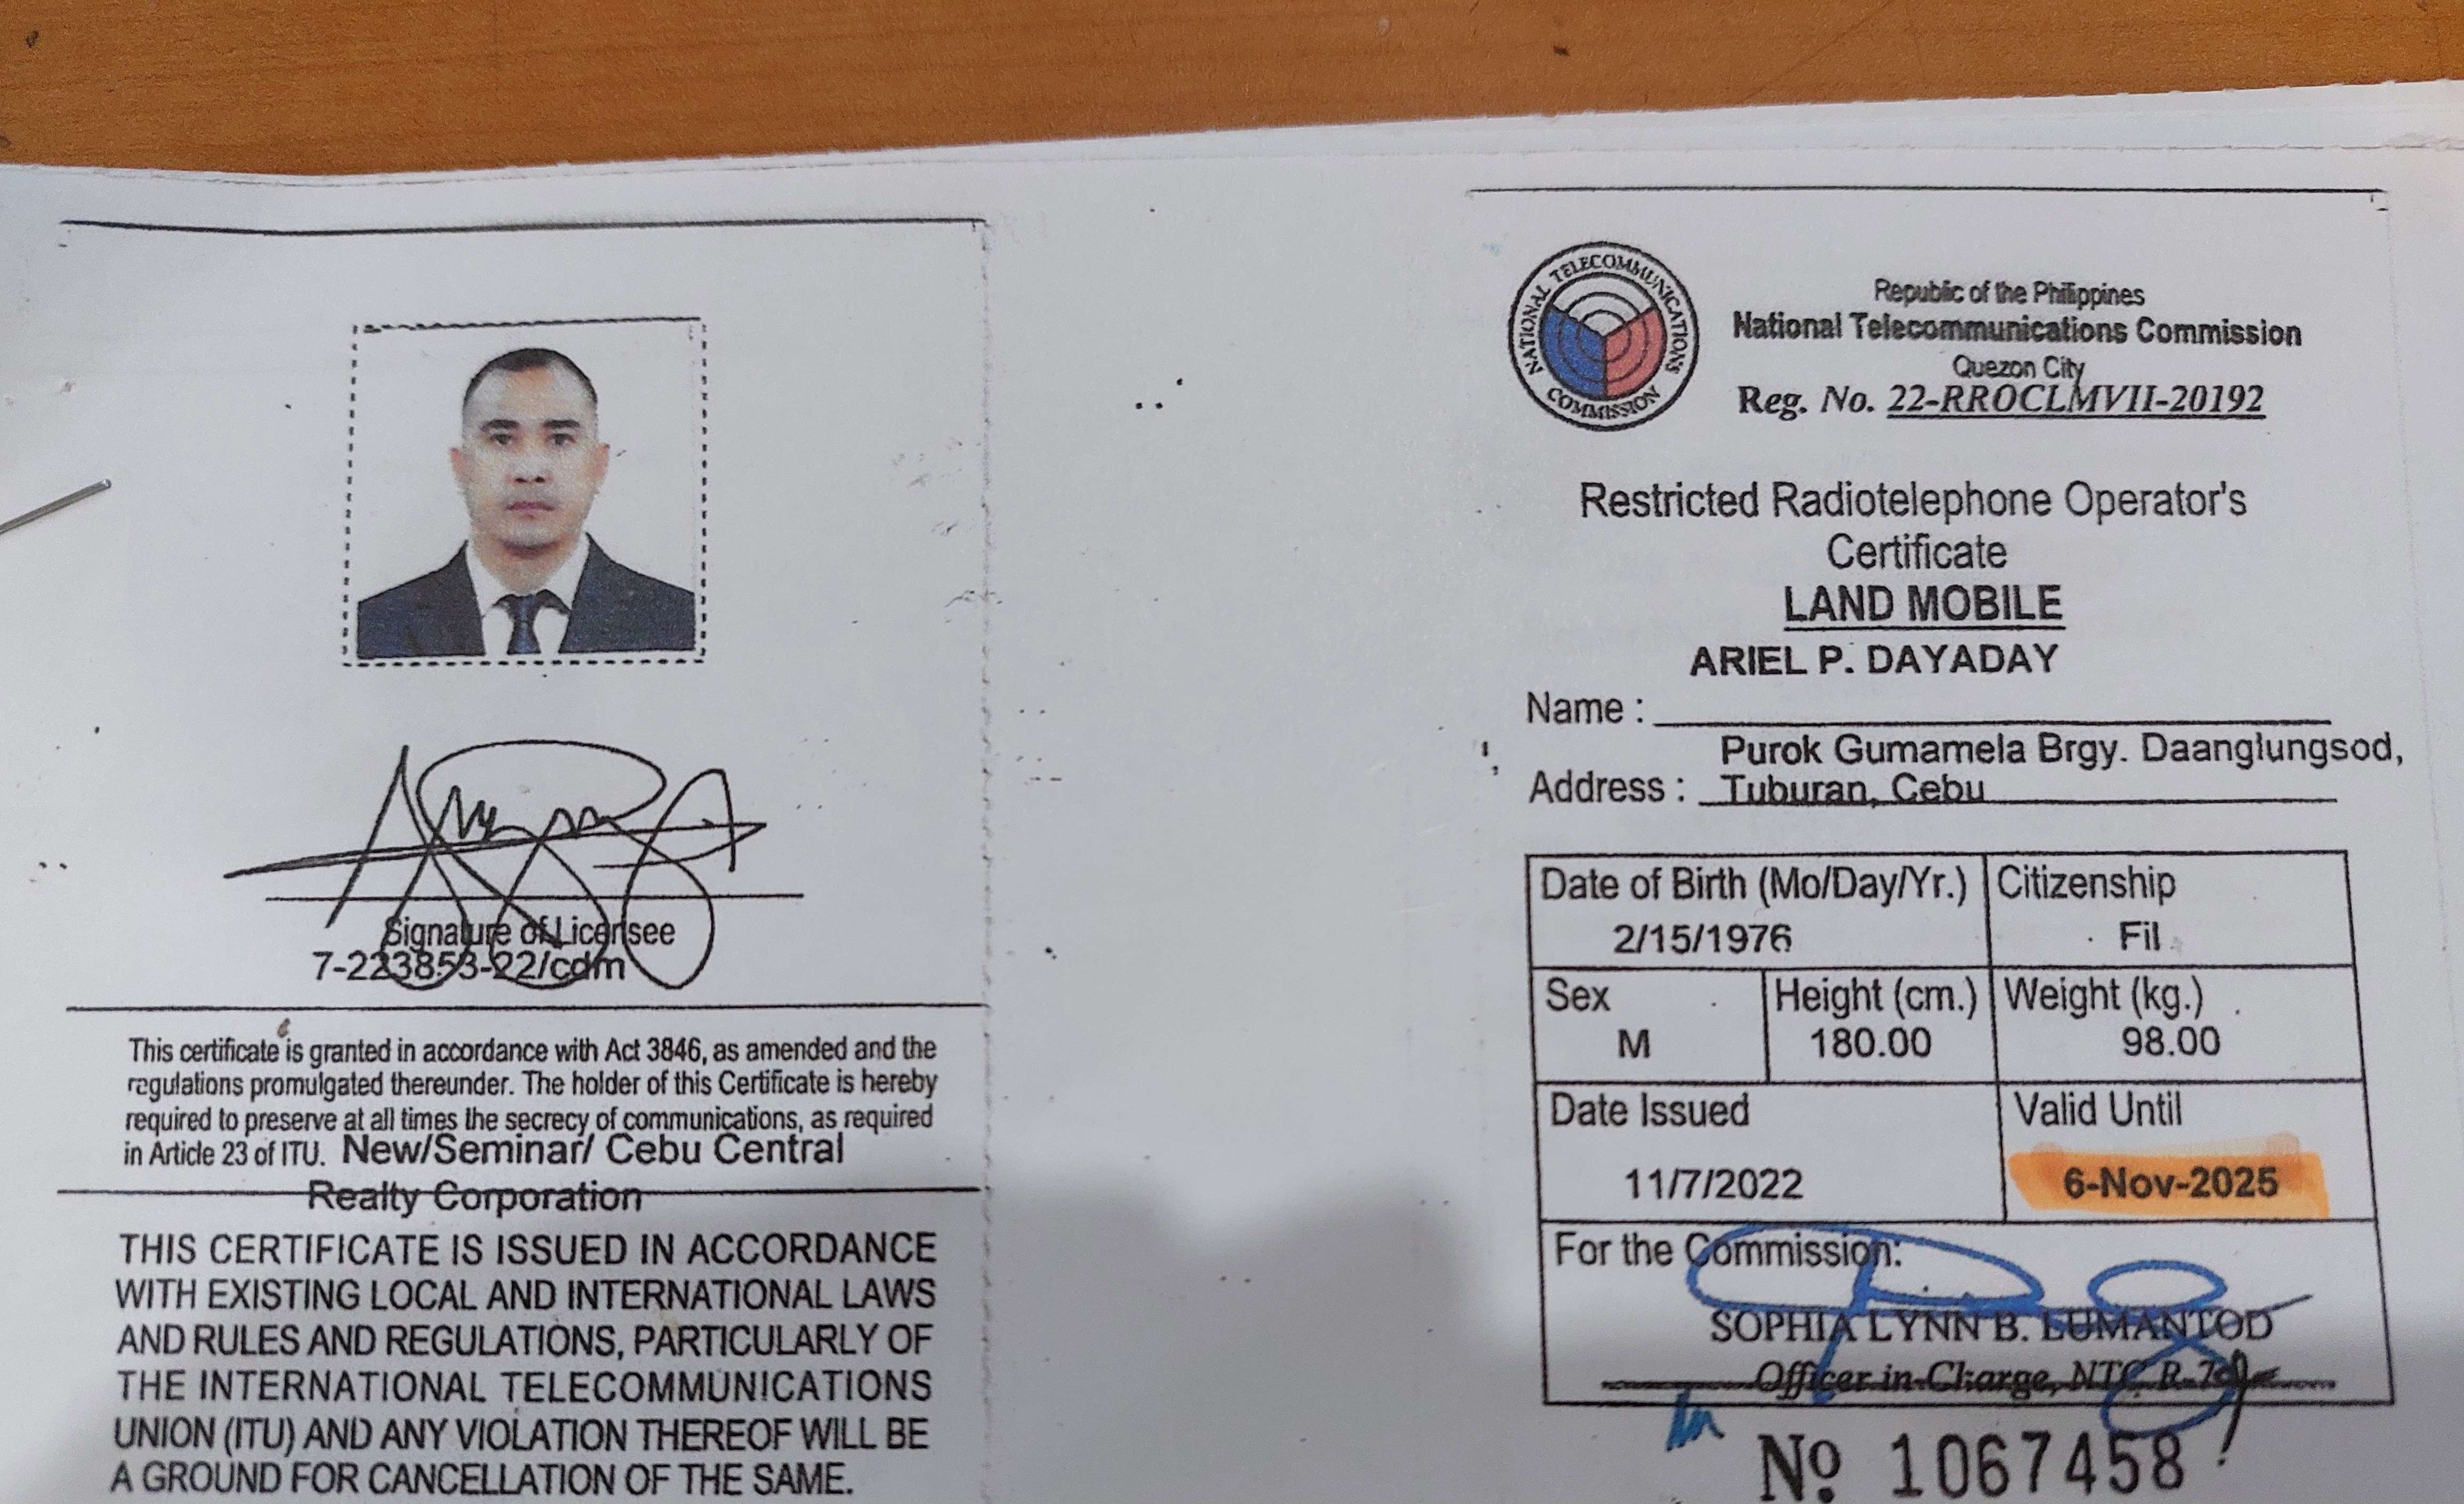 Signature of Licensee
7-223853-22/cdm
This certificate is granted in accordance with Act 3846, as amended and the
regulations promulgated thereunder. The holder of this Certificate is hereby
required to preserve at all times the secrecy of communications, as required
in Article 23 of ITU. New/Seminar/ Cebu Central
Realty Corporation
THIS CERTIFICATE IS ISSUED IN ACCORDANCE
WITH EXISTING LOCAL AND INTERNATIONAL LAWS
AND RULES AND REGULATIONS, PARTICULARLY OF
THE INTERNATIONAL TELECOMMUNICATIONS
UNION (ITU) AND ANY VIOLATION THEREOF WILL BE
A GROUND FOR CANCELLATION OF THE SAME.
NATIONAL TELECOMMUNICATIONS COMMISSION
Republic of the Philippines
National Telecommunications Commission
Quezon City
Reg. No. 22-RROCLMVII-20192
Restricted Radiotelephone Operator's
Certificate
LAND MOBILE
ARIEL P. DAYADAY
Name :
Purok Gumamela Brgy. Daanglungsod,
Address : Tuburan, Cebu
Date of Birth (Mo/Day/Yr.) Citizenship
2/15/1976 Fil
Sex Height (cm.) Weight (kg.)
M 180.00 98.00
Date Issued Valid Until
11/7/2022 6-Nov-2025
For the Commission:
SOPHIA LYNN B. LUMANTOD
Officer-in-Charge, NTC R-7
Nº 1067458